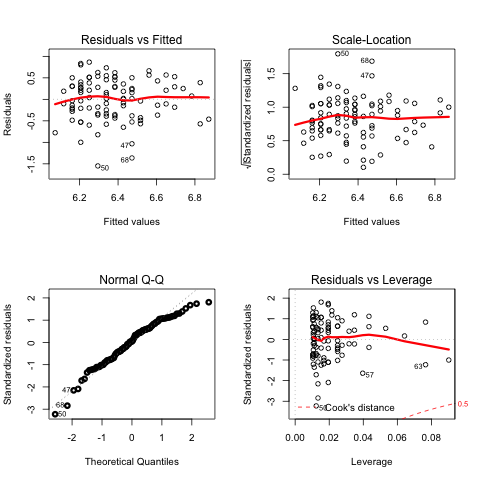 Residuals vs Fitted
Residuals
0.5
-0.5
-1.5
47
68
50
6.2 6.4 6.6 6.8
Fitted values
Scale-Location
√|Standardized residuals|
1.5
1.0
0.5
0.0
50
68
47
6.2 6.4 6.6 6.8
Fitted values
Normal Q-Q
Standardized residuals
2
1
0
-1
-2
-3
47
68
50
-2 -1 0 1 2
Theoretical Quantiles
Residuals vs Leverage
Standardized residuals
2
1
0
-1
-2
-3
57
63
50
Cook's distance
0.5
0.00 0.02 0.04 0.06 0.08
Leverage